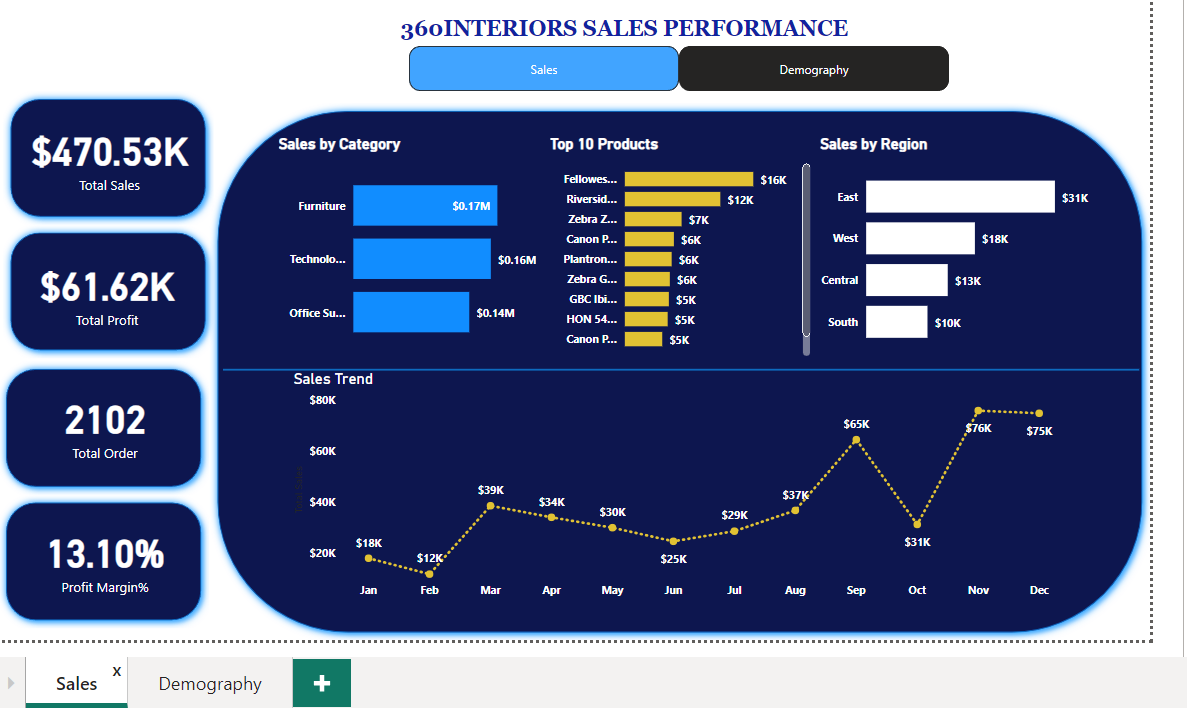 360INTERIORS SALES PERFORMANCE
Sales
Demography
$470.53K
Total Sales
$61.62K
Total Profit
2102
Total Order
13.10%
Profit Margin%
Sales by Category
Furniture
$0.17M
Technolo...
$0.16M
Office Su...
$0.14M
Top 10 Products
Fellowes...
$16K
Riversid...
$12K
Zebra Z...
$7K
Canon P...
$6K
Plantron...
$6K
Zebra G...
$6K
GBC Ibi...
$5K
HON 54...
$5K
Canon P...
$5K
Sales by Region
East
$31K
West
$18K
Central
$13K
South
$10K
Sales Trend
$80K
$60K
$40K
$20K
$18K
$12K
$39K
$34K
$30K
$25K
$29K
$37K
$65K
$31K
$76K
$75K
Jan Feb Mar Apr May Jun Jul Aug Sep Oct Nov Dec
Sales x
Demography
+